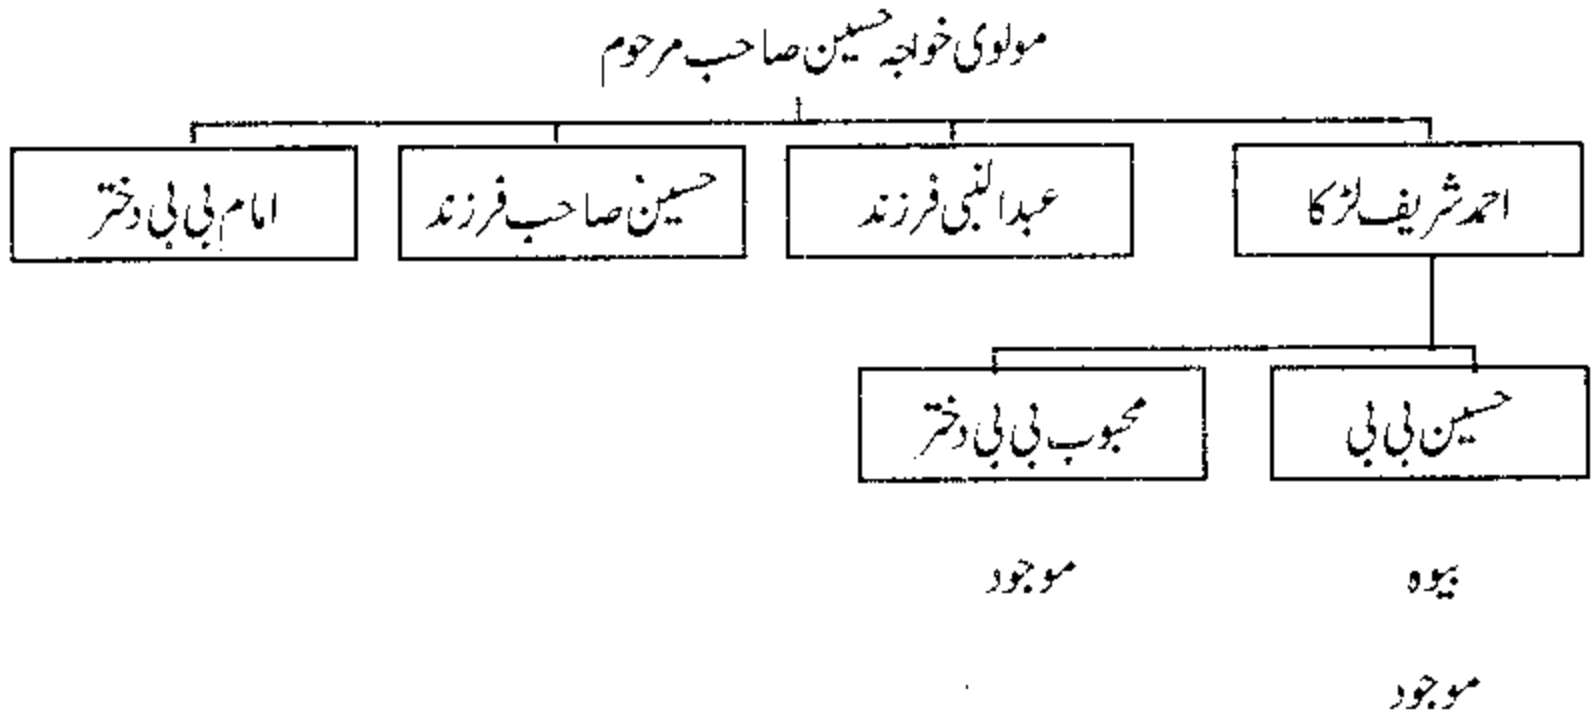 مولوی خواجہ حسین صاحب مرحوم
احمد شریف لڑکا
عبدالنبی فرزند
حسین صاحب فرزند
امام بی بی دختر
حسین بی بی
محبوب بی بی دختر
بیوہ
موجود
موجود